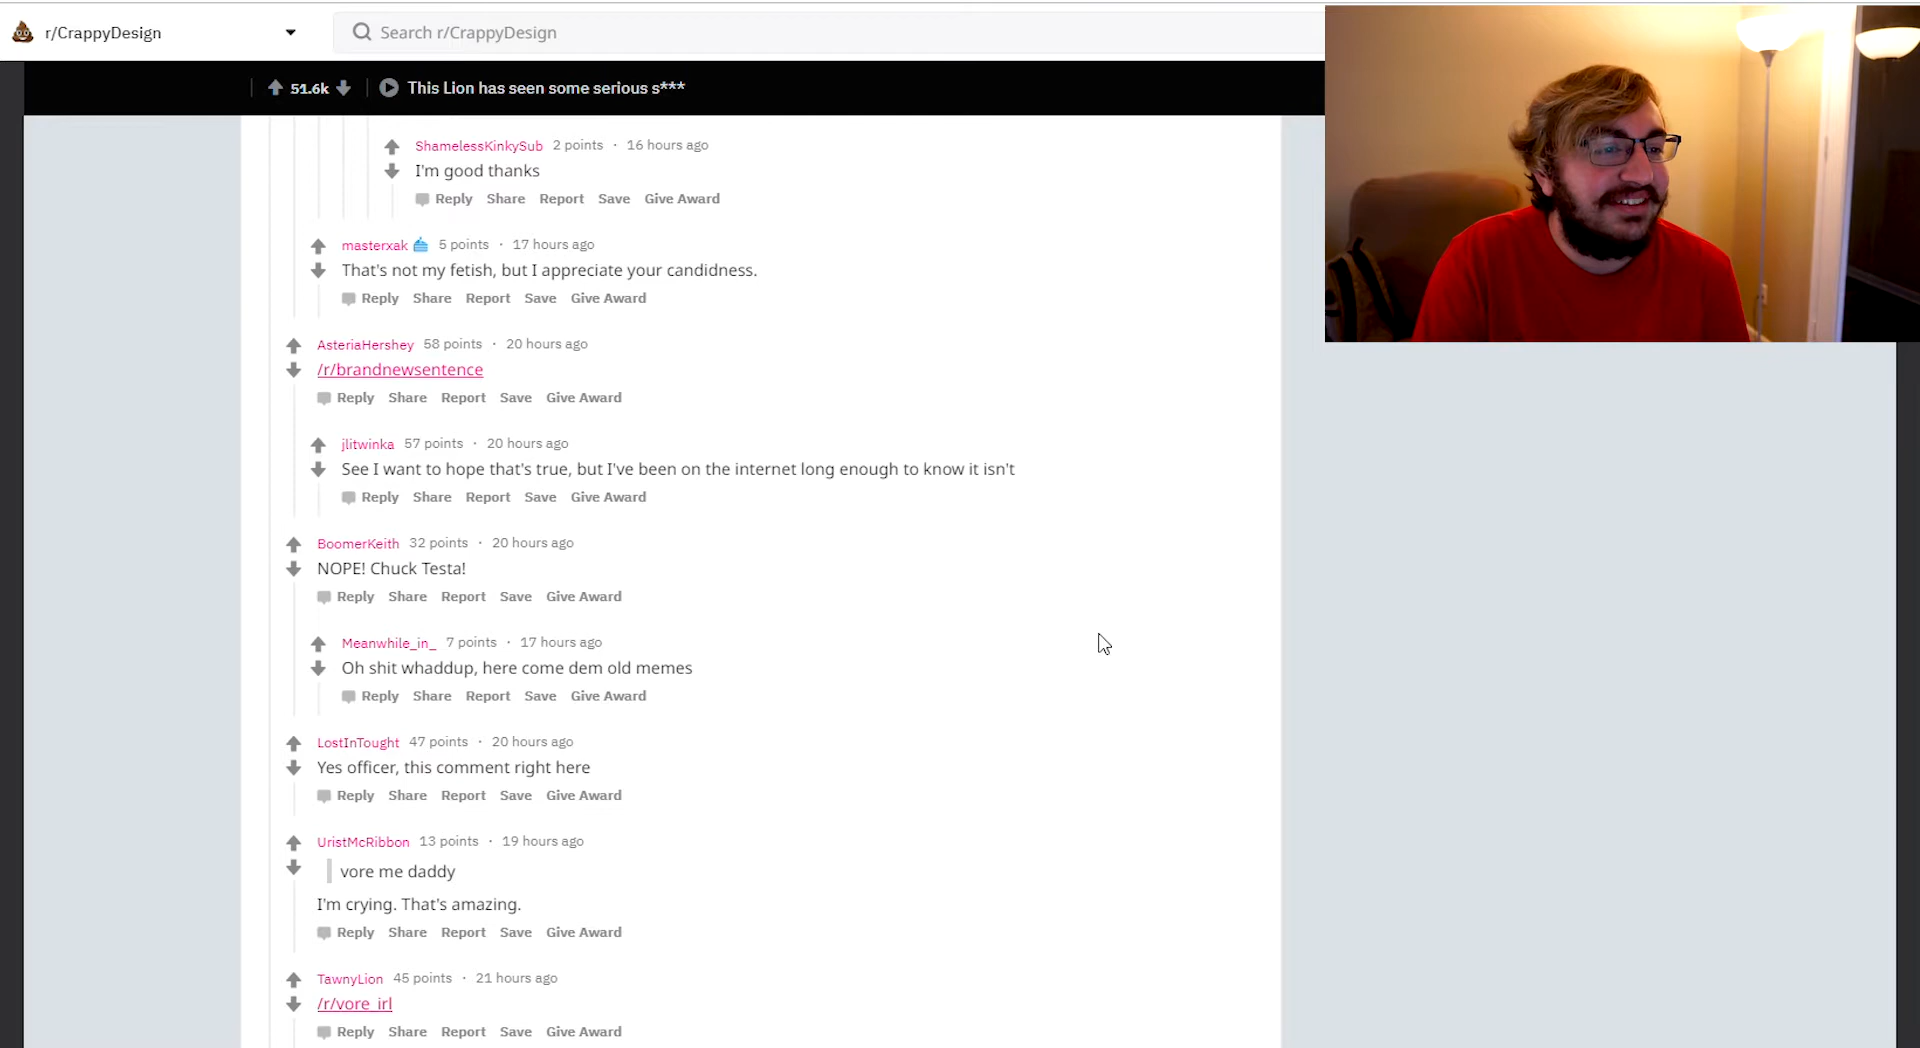 r/CrappyDesign
Search r/CrappyDesign
51.6k
This Lion has seen some serious s***
ShamelessKinkySub 2 points · 16 hours ago
I'm good thanks
Reply Share Report Save Give Award
masterxak 5 points · 17 hours ago
That's not my fetish, but I appreciate your candidness.
Reply Share Report Save Give Award
AsteriaHershey 58 points · 20 hours ago
/r/brandnewsentence
Reply Share Report Save Give Award
jlitwinka 57 points · 20 hours ago
See I want to hope that's true, but I've been on the internet long enough to know it isn't
Reply Share Report Save Give Award
BoomerKeith 32 points · 20 hours ago
NOPE! Chuck Testa!
Reply Share Report Save Give Award
Meanwhile_in_ 7 points · 17 hours ago
Oh shit whaddup, here come dem old memes
Reply Share Report Save Give Award
LostInTought 47 points · 20 hours ago
Yes officer, this comment right here
Reply Share Report Save Give Award
UristMcRibbon 13 points · 19 hours ago
vore me daddy
I'm crying. That's amazing.
Reply Share Report Save Give Award
TawnyLion 45 points · 21 hours ago
/r/vore_irl
Reply Share Report Save Give Award